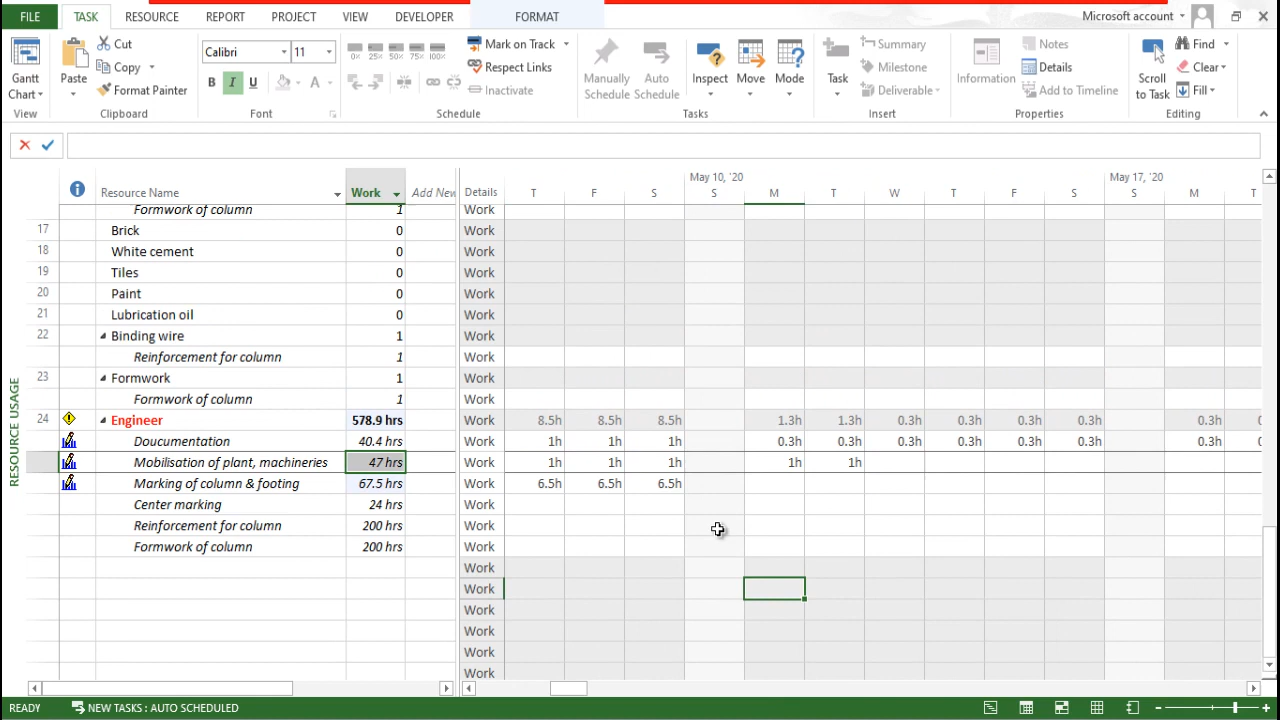 FILE TASK RESOURCE REPORT PROJECT VIEW DEVELOPER FORMAT Microsoft account
Gantt Chart
View
Paste
Cut
Copy
Format Painter
Clipboard
Calibri 11
B I U A
Font
0% 25% 50% 75% 100%
Mark on Track
Respect Links
Inactivate
Schedule
Manually Schedule
Auto Schedule
Inspect
Move
Mode
Tasks
Task
Summary
Milestone
Deliverable
Insert
Information
Notes
Details
Add to Timeline
Properties
Scroll to Task
Find
Clear
Fill
Editing
May 10, '20 May 17, '20
Resource Name Work Add New Details T F S S M T W T F S S M T
Formwork of column 1 Work
17 Brick 0 Work
18 White cement 0 Work
19 Tiles 0 Work
20 Paint 0 Work
21 Lubrication oil 0 Work
22 Binding wire 1 Work
Reinforcement for column 1 Work
23 Formwork 1 Work
Formwork of column 1 Work
24 Engineer 578.9 hrs Work 8.5h 8.5h 8.5h 1.3h 1.3h 0.3h 0.3h 0.3h 0.3h 0.3h
Doucumentation 40.4 hrs Work 1h 1h 1h 0.3h 0.3h 0.3h 0.3h 0.3h 0.3h 0.3h
Mobilisation of plant, machineries 47 hrs Work 1h 1h 1h 1h 1h
Marking of column & footing 67.5 hrs Work 6.5h 6.5h 6.5h
Center marking 24 hrs Work
Reinforcement for column 200 hrs Work
Formwork of column 200 hrs Work
Work
Work
Work
Work
Work
Work
RESOURCE USAGE
READY NEW TASKS : AUTO SCHEDULED